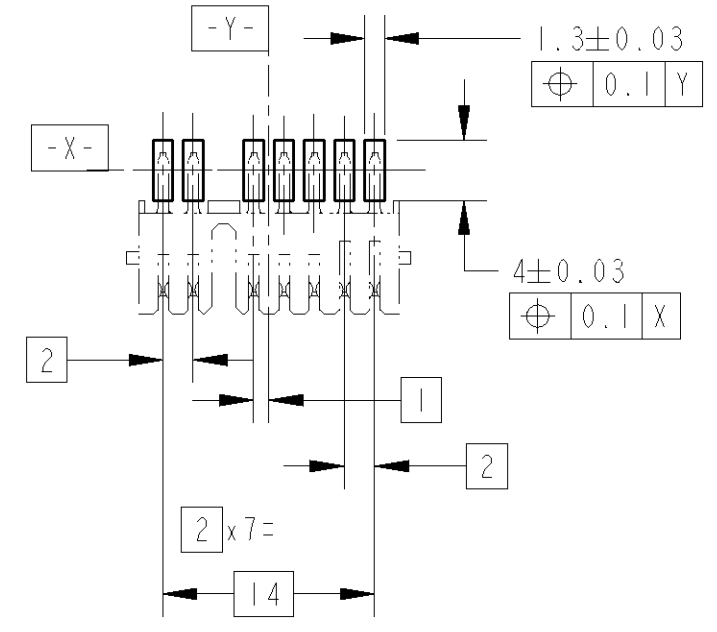 -Y-
1.3±0.03
⌖ 0.1 Y
-X-
4±0.03
⌖ 0.1 X
2
1
2
2 x7=
14